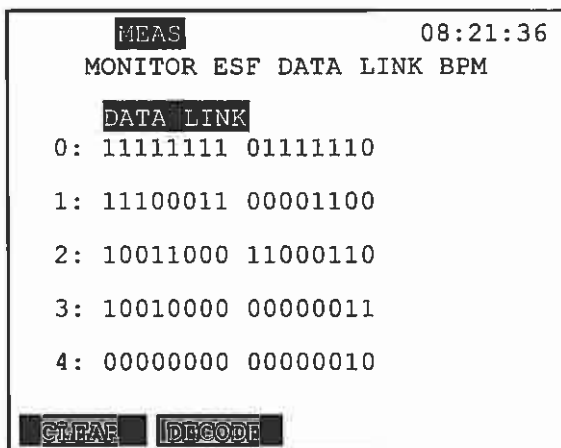 MEAS 08:21:36
MONITOR ESF DATA LINK BPM
DATA LINK
0: 11111111 01111110
1: 11100011 00001100
2: 10011000 11000110
3: 10010000 00000011
4: 00000000 00000010
CLEAR DECODE